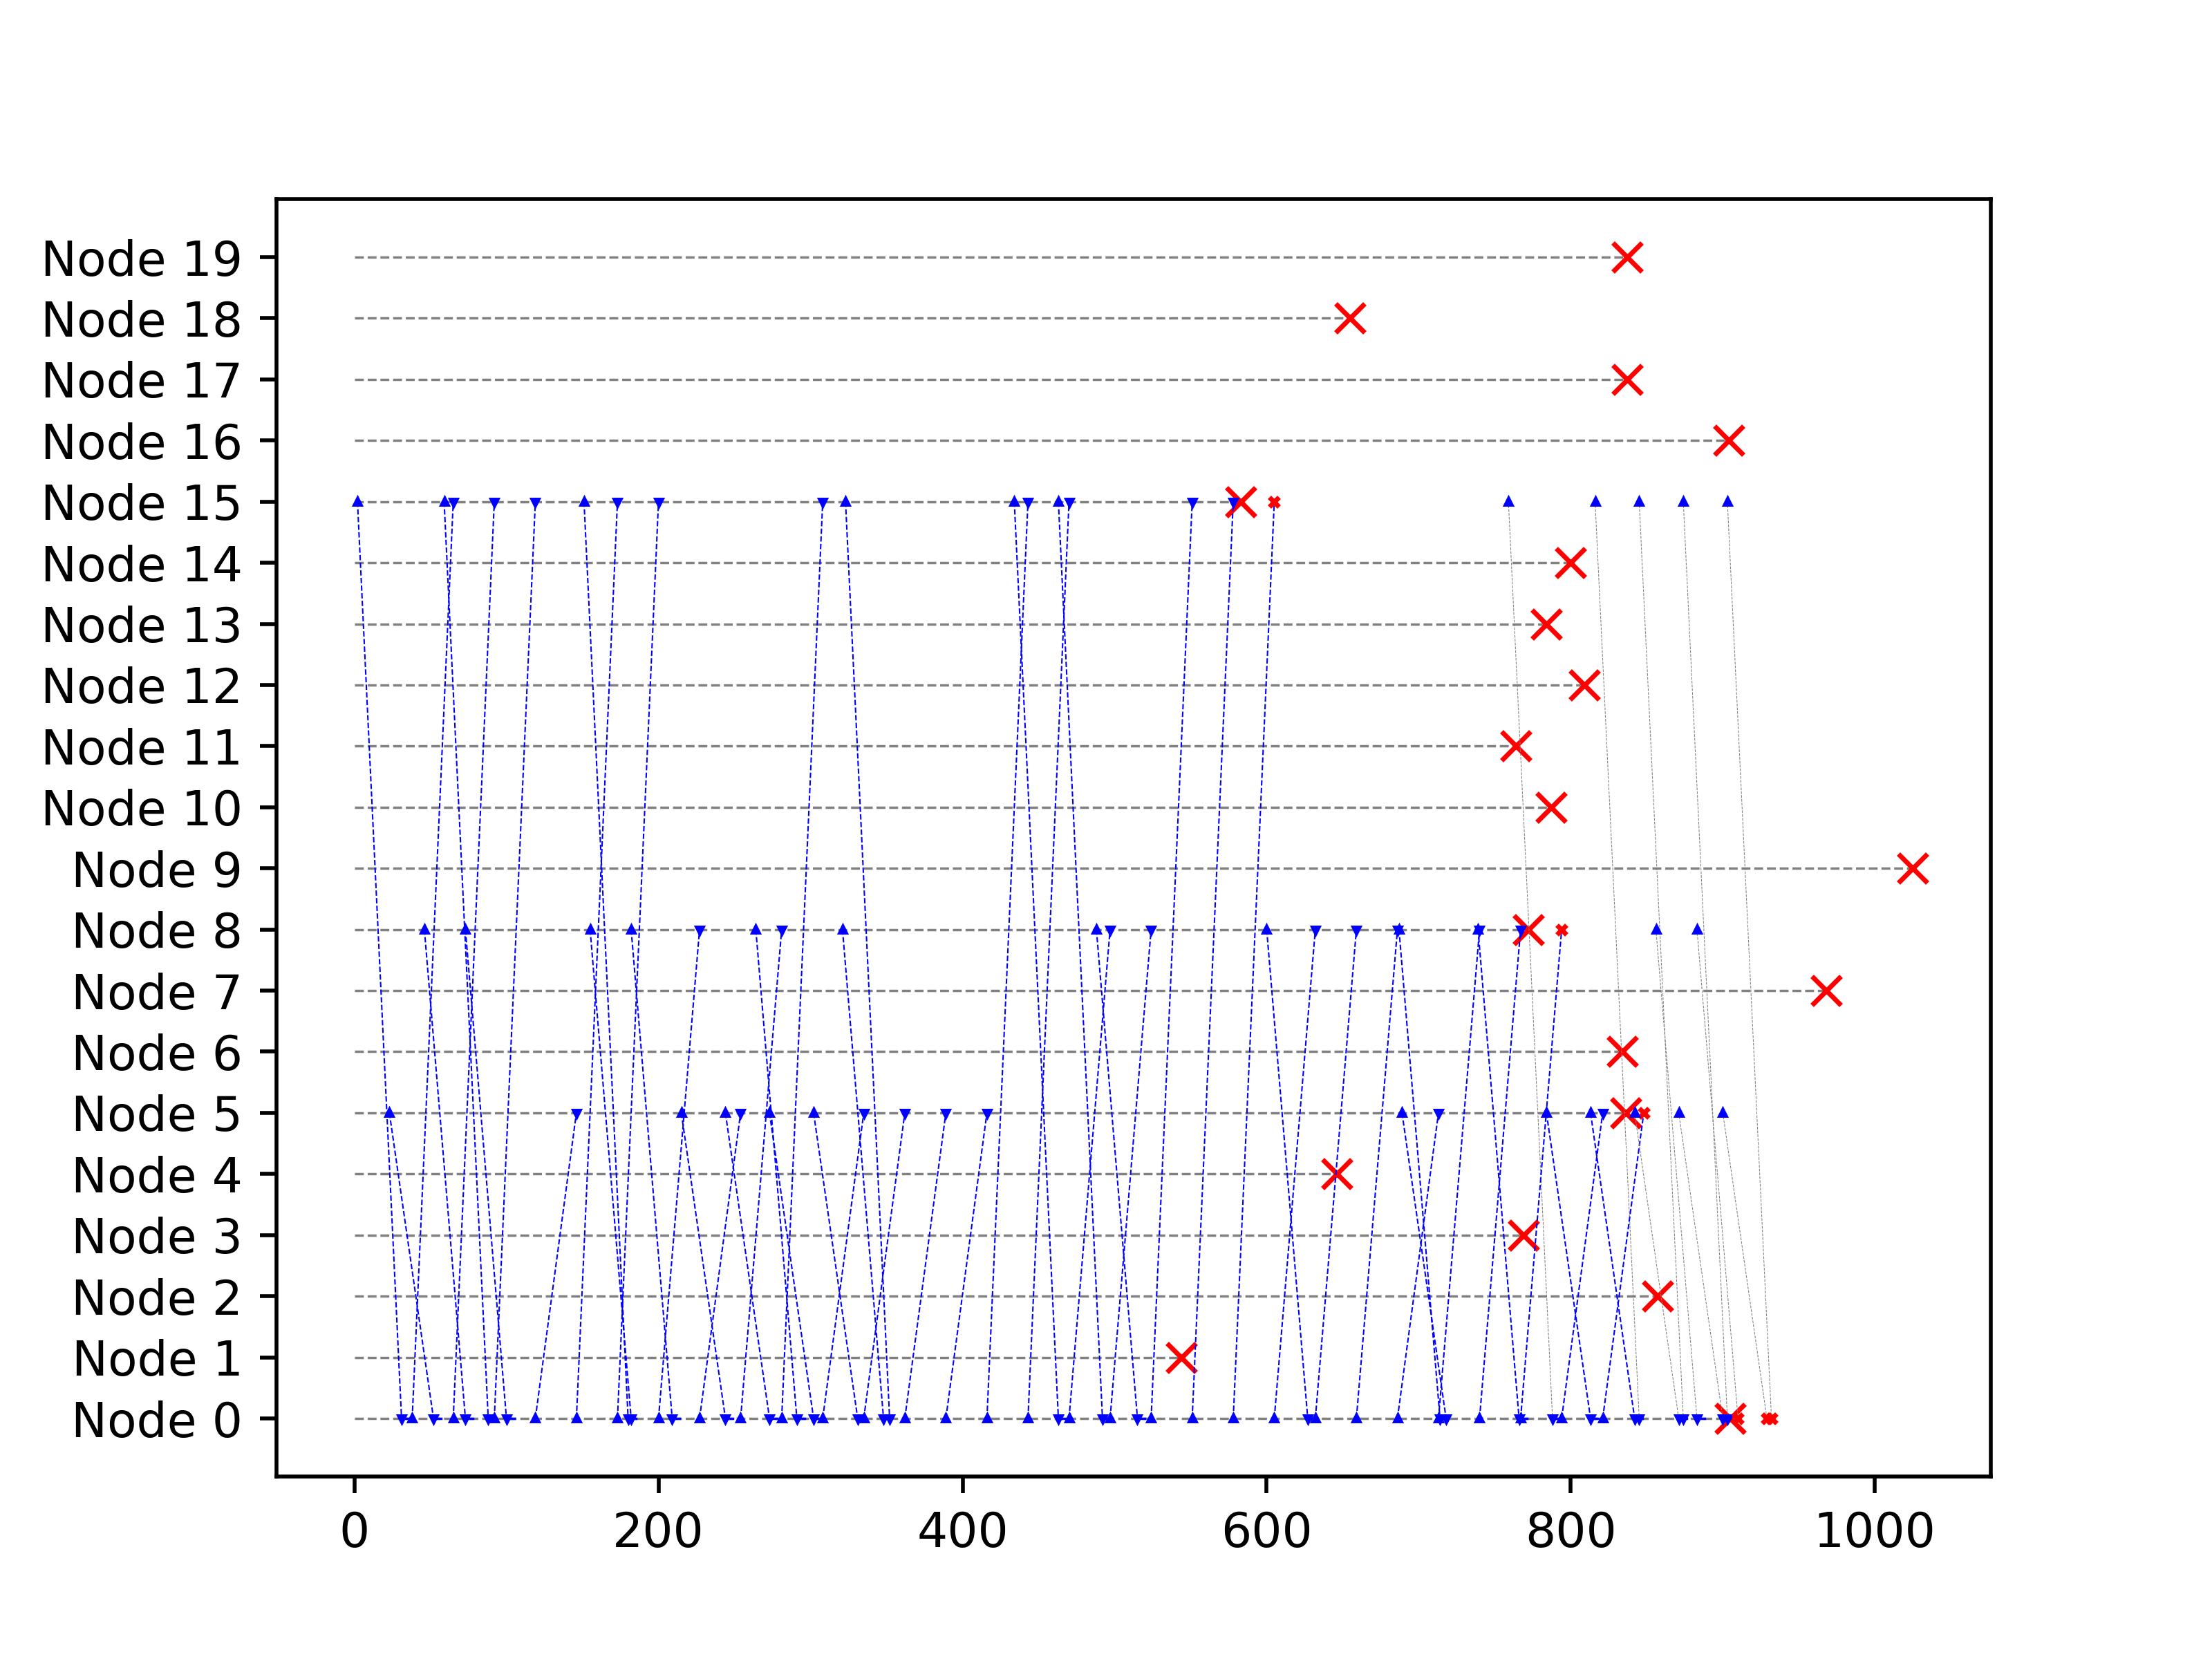 Node 19
Node 18
Node 17
Node 16
Node 15
Node 14
Node 13
Node 12
Node 11
Node 10
Node 9
Node 8
Node 7
Node 6
Node 5
Node 4
Node 3
Node 2
Node 1
Node 0
0 200 400 600 800 1000